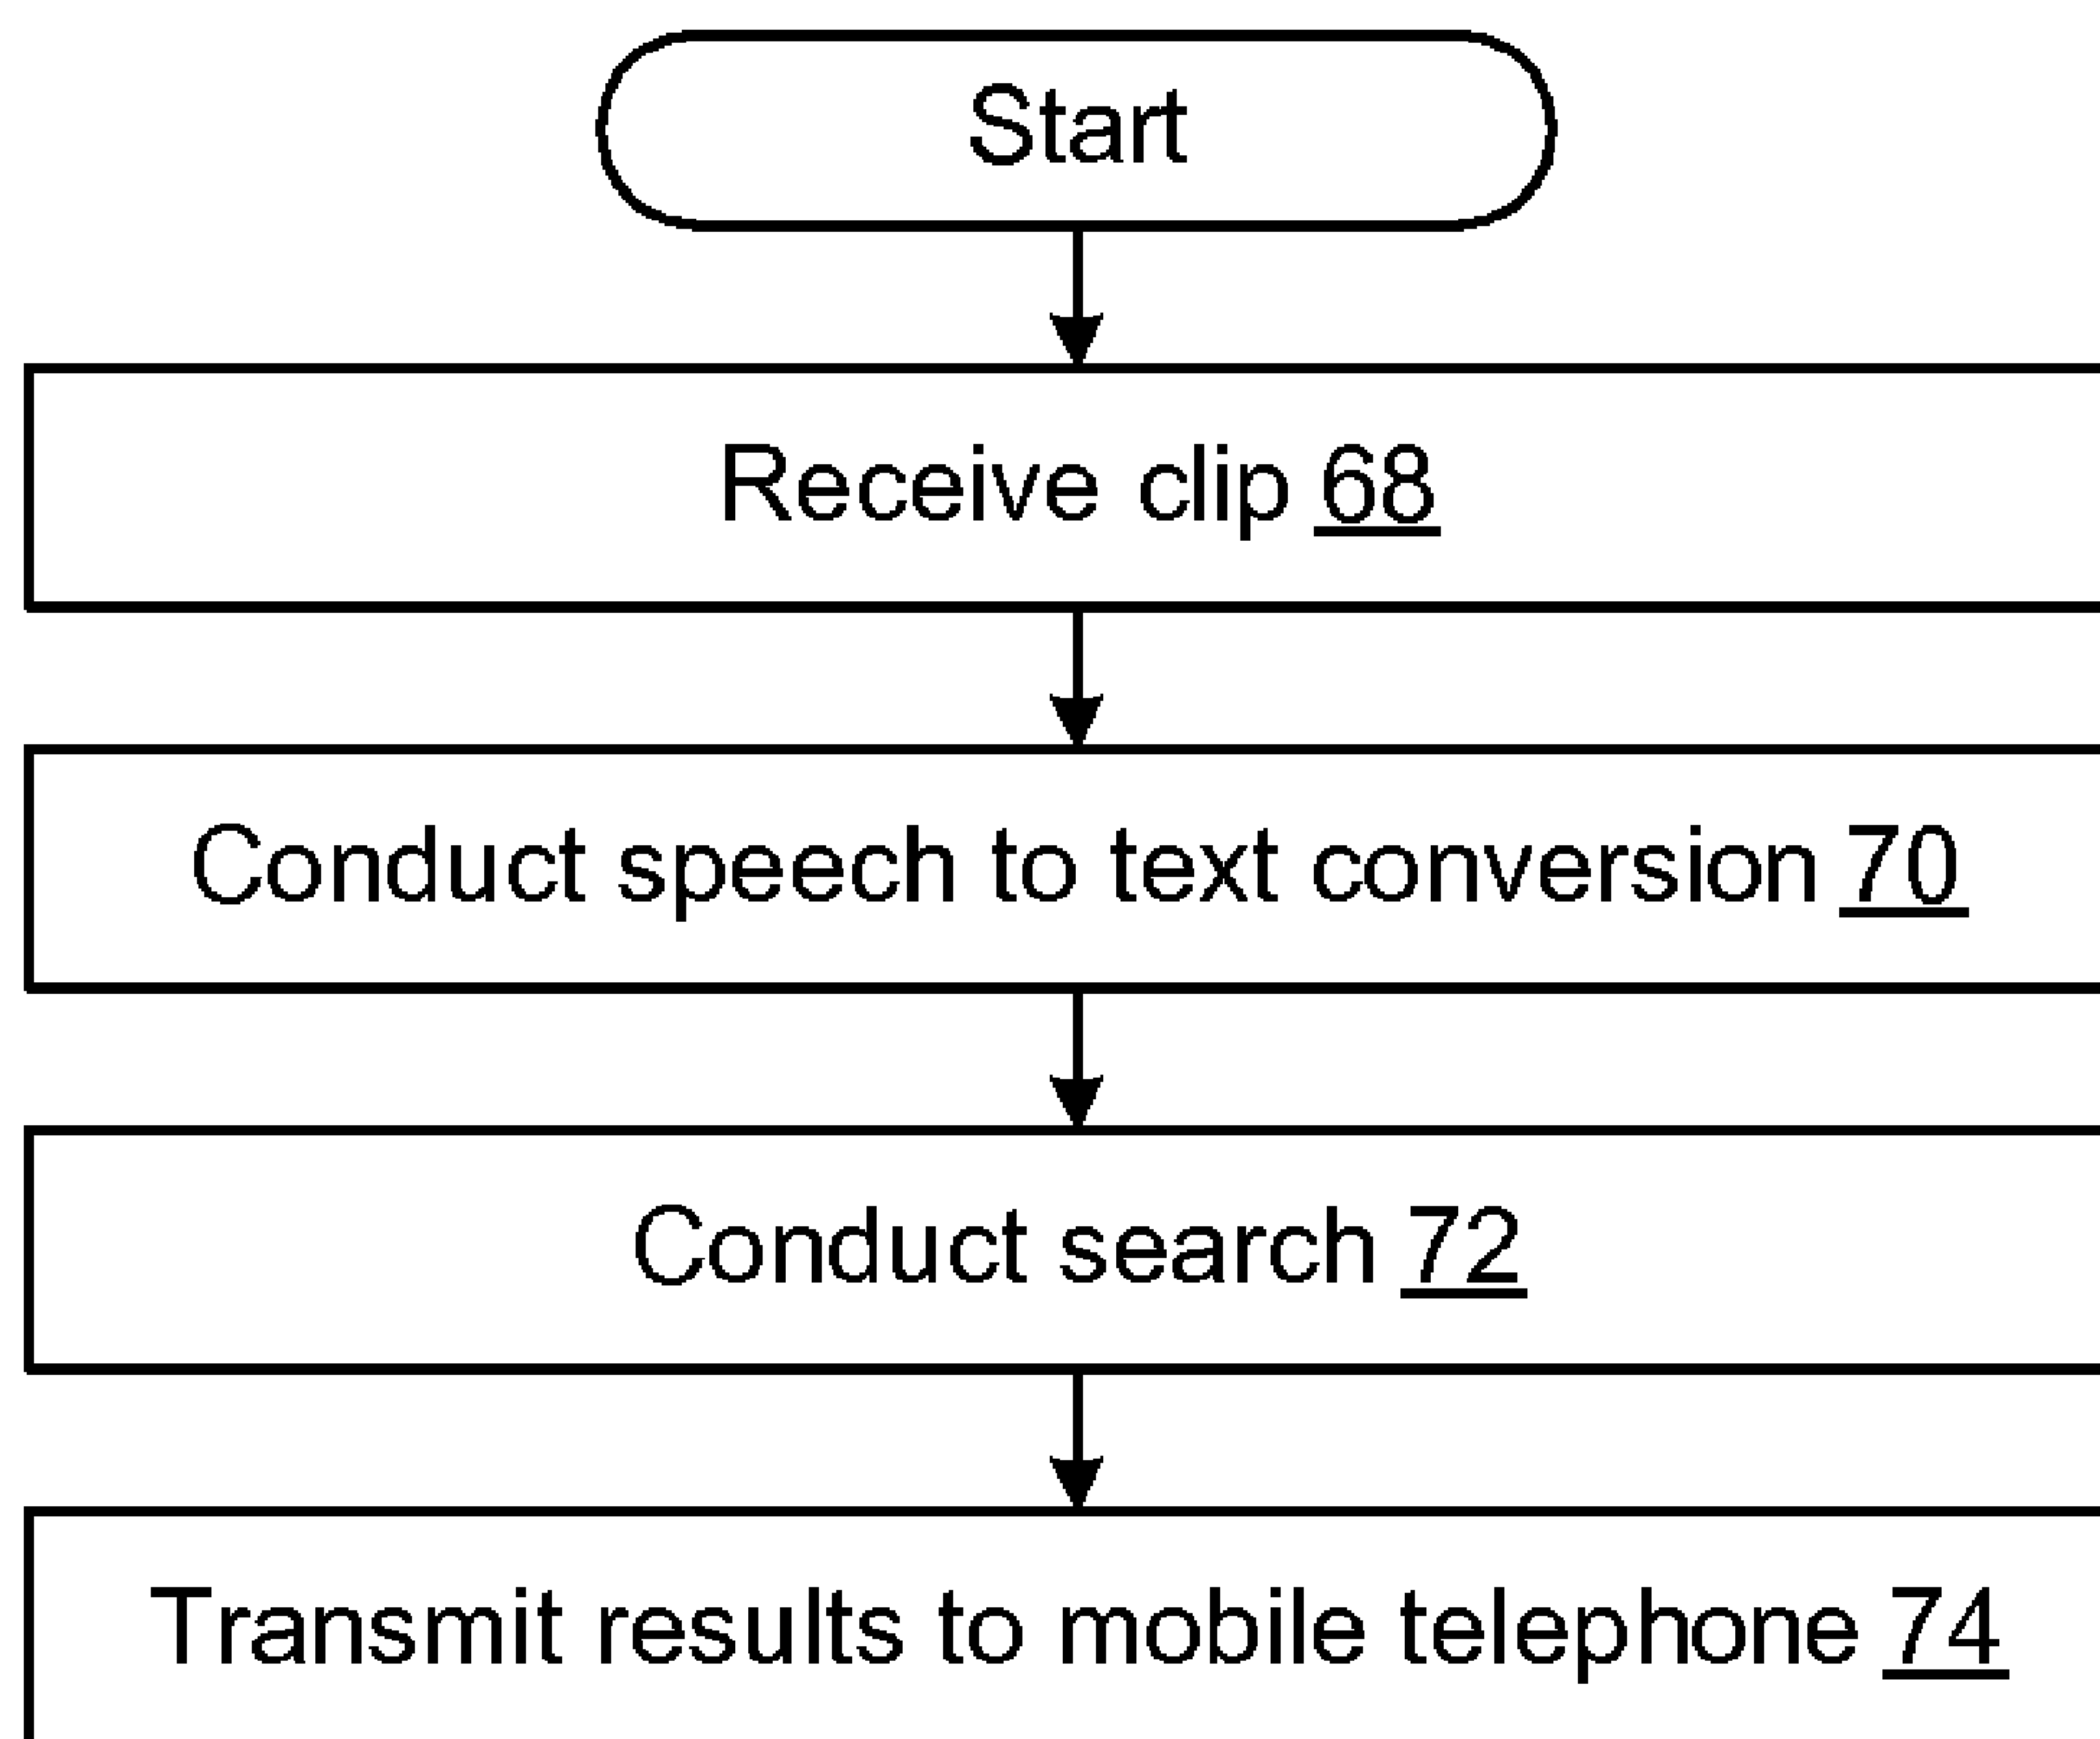 Start
Receive clip 68
Conduct speech to text conversion 70
Conduct search 72
Transmit results to mobile telephone 74